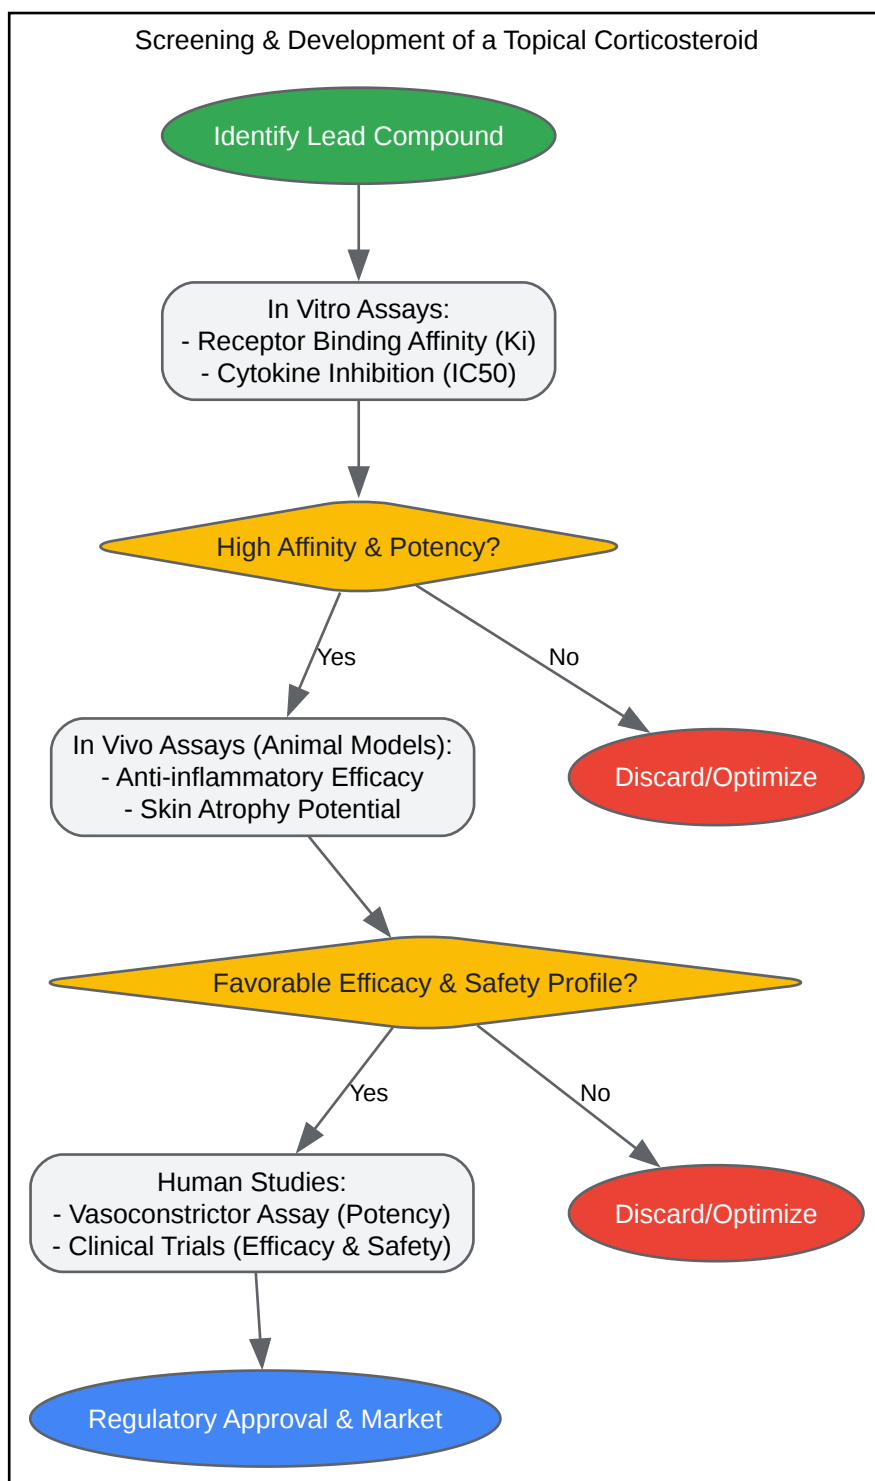 Screening & Development of a Topical Corticosteroid
Identify Lead Compound
In Vitro Assays:
- Receptor Binding Affinity (Ki)
- Cytokine Inhibition (IC50)
High Affinity & Potency?
Yes
No
In Vivo Assays (Animal Models):
- Anti-inflammatory Efficacy
- Skin Atrophy Potential
Discard/Optimize
Favorable Efficacy & Safety Profile?
Yes
No
Human Studies:
- Vasoconstrictor Assay (Potency)
- Clinical Trials (Efficacy & Safety)
Discard/Optimize
Regulatory Approval & Market